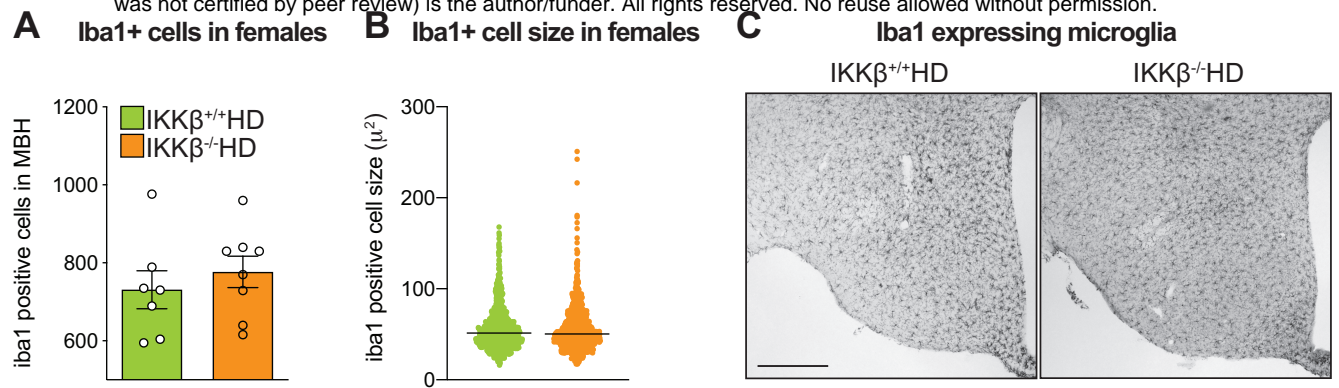 was not certified by peer review) is the author/funder. All rights reserved. No reuse allowed without permission.
A Iba1+ cells in females
B Iba1+ cell size in females
C Iba1 expressing microglia
IKKβ+/+HD
IKKβ-/-HD
iba1 positive cells in MBH
1200
1000
800
600
IKKβ+/+HD
IKKβ-/-HD
iba1 positive cell size (μ²)
300
200
100
0